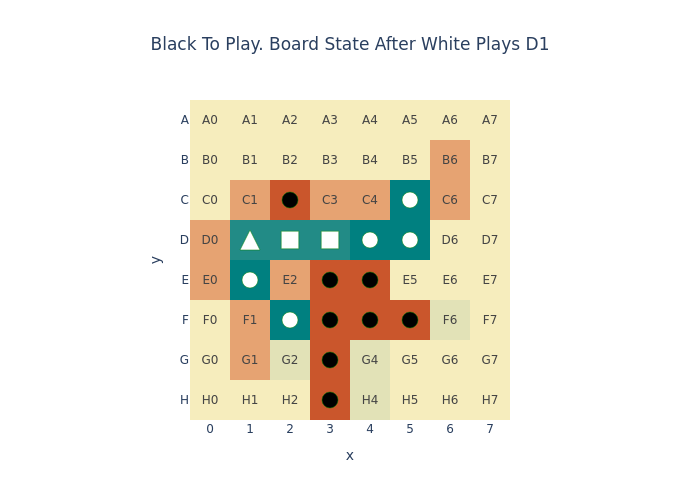 Black To Play. Board State After White Plays D1
A A0 A1 A2 A3 A4 A5 A6 A7
B B0 B1 B2 B3 B4 B5 B6 B7
C C0 C1 C3 C4 C6 C7
D D0 D6 D7
y
E E0 E2 E5 E6 E7
F F0 F1 F6 F7
G G0 G1 G2 G4 G5 G6 G7
H H0 H1 H2 H4 H5 H6 H7
0 1 2 3 4 5 6 7
x